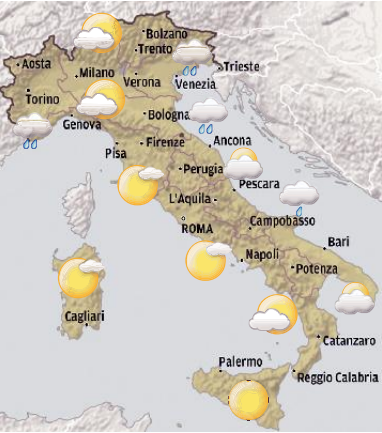 Bolzano
Trento
Aosta
Milano
Trieste
Verona
Venezia
Torino
Genova
Bologna
Firenze
Ancona
Pisa
Perugia
Pescara
L'Aquila
ROMA
Campobasso
Bari
Napoli
Potenza
Cagliari
Catanzaro
Palermo
Reggio Calabria